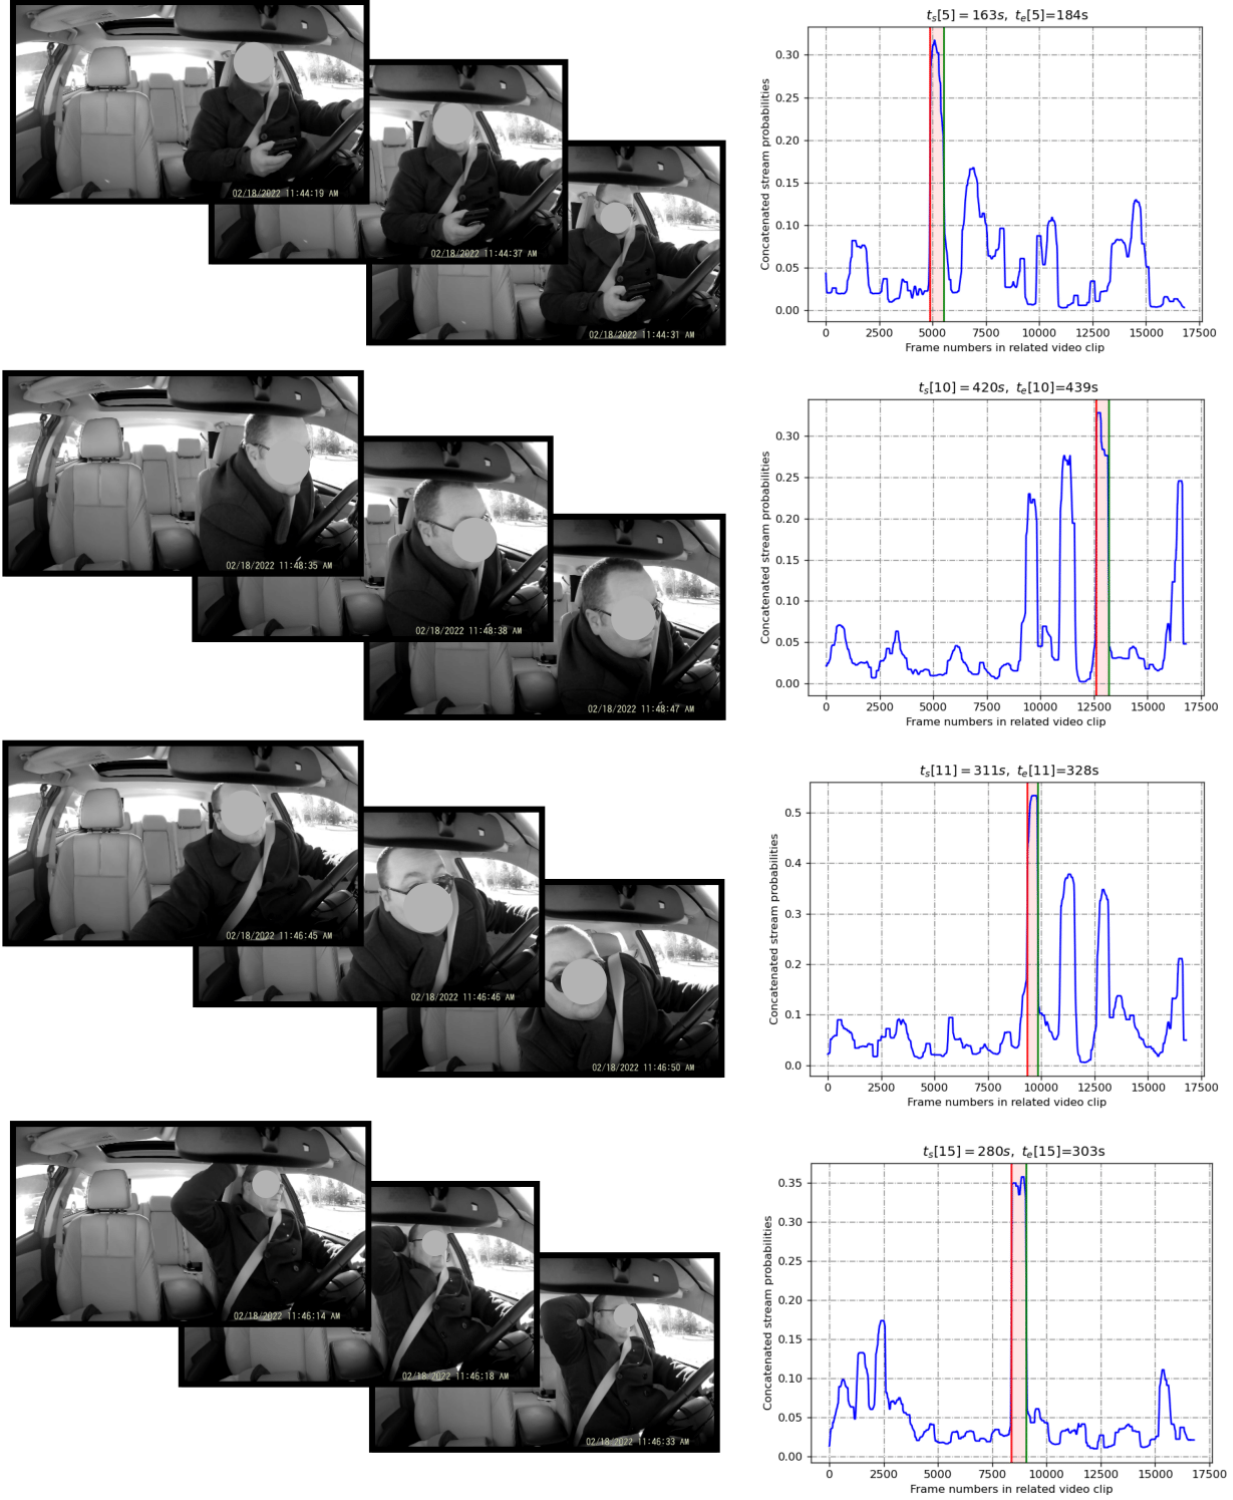 02/18/2022 11:44:19 AM
02/18/2022 11:44:37 AM
02/18/2022 11:44:31 AM
t_s[5] = 163s, t_e[5]=184s
Concatenated stream probabilities
0.30
0.25
0.20
0.15
0.10
0.05
0.00
0 2500 5000 7500 10000 12500 15000 17500
Frame numbers in related video clip
02/18/2022 11:48:35 AM
02/18/2022 11:48:38 AM
02/18/2022 11:48:47 AM
t_s[10] = 420s, t_e[10]=439s
Concatenated stream probabilities
0.30
0.25
0.20
0.15
0.10
0.05
0.00
0 2500 5000 7500 10000 12500 15000 17500
Frame numbers in related video clip
02/18/2022 11:46:45 AM
02/18/2022 11:46:46 AM
02/18/2022 11:46:50 AM
t_s[11] = 311s, t_e[11]=328s
Concatenated stream probabilities
0.5
0.4
0.3
0.2
0.1
0.0
0 2500 5000 7500 10000 12500 15000 17500
Frame numbers in related video clip
02/18/2022 11:46:14 AM
02/18/2022 11:46:18 AM
02/18/2022 11:46:33 AM
t_s[15] = 280s, t_e[15]=303s
Concatenated stream probabilities
0.35
0.30
0.25
0.20
0.15
0.10
0.05
0.00
0 2500 5000 7500 10000 12500 15000 17500
Frame numbers in related video clip